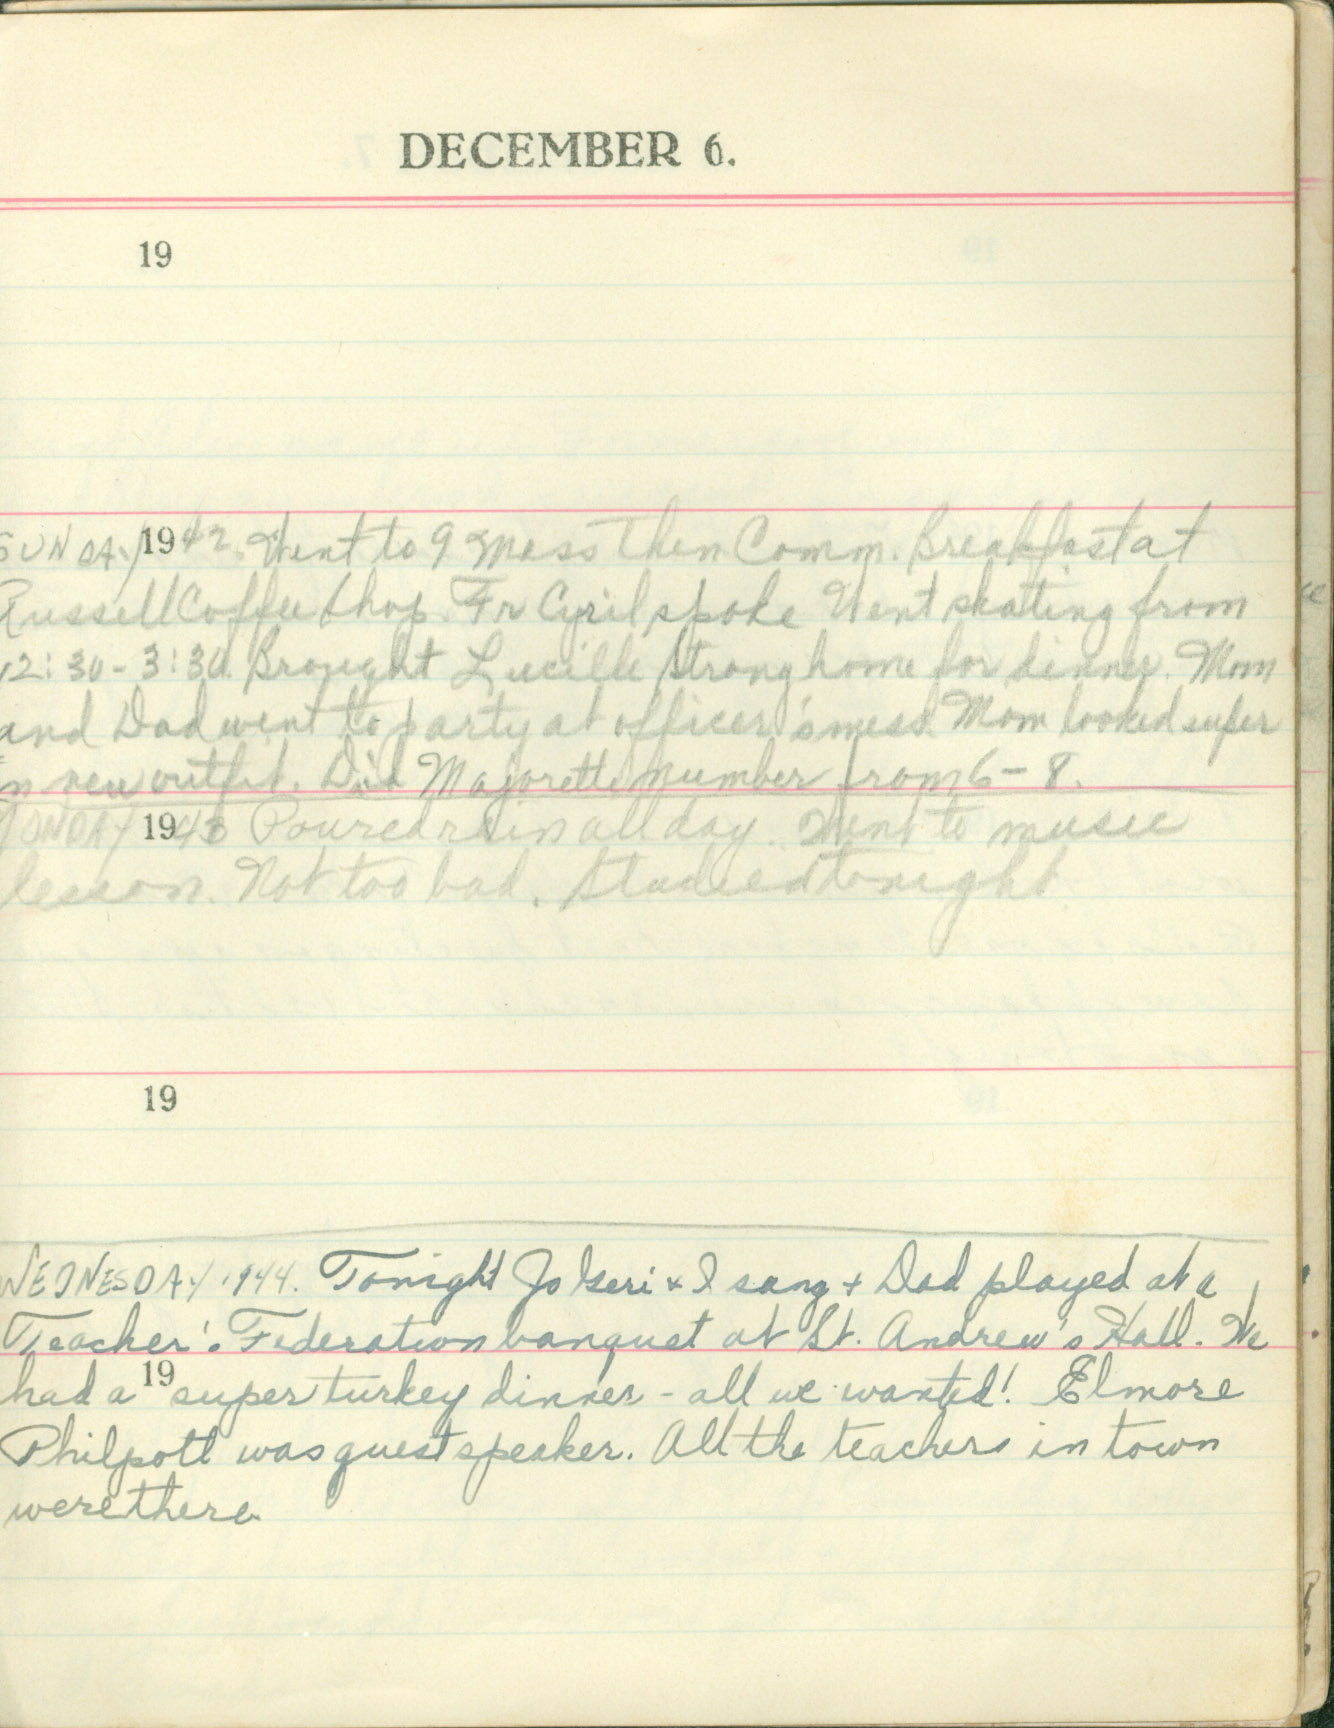 DECEMBER 6.
19
SUNDAY 1942. Went to 9 Mass Then Comm. Breakfast at
Russell Coffee Shop. Fr Cyril spoke Went skating from
12:30-3:30. Brought Lucille Strong home for dinner. Mom
and Dad went to party at officer's mess. Mom looked super
in new outfit. Did Majorette number from 6-8.
MONDAY 1943 Poured rain all day. Went to music
lesson. Not too bad. Studied tonight
19
WEDNESDAY 1944. Tonight Jo Geri + I sang + Dad played at a
Teacher's Federation banquet at St. Andrew's Hall. We
19
had a super turkey dinner - all we wanted! Elmore
Philpott was guest speaker. All the teachers in town
were there.